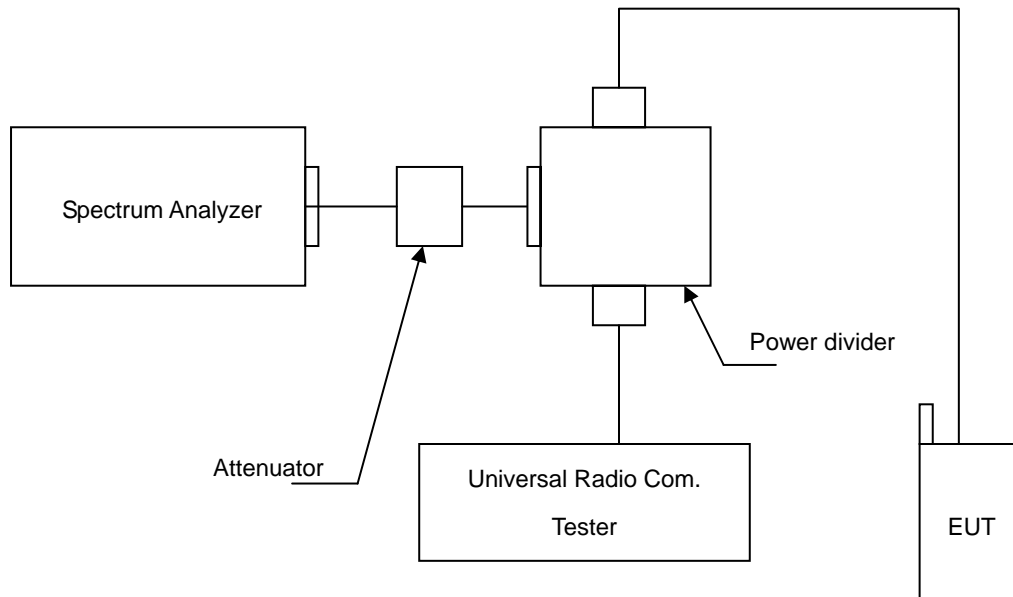 Spectrum Analyzer
Power divider
Attenuator
Universal Radio Com.
Tester
EUT